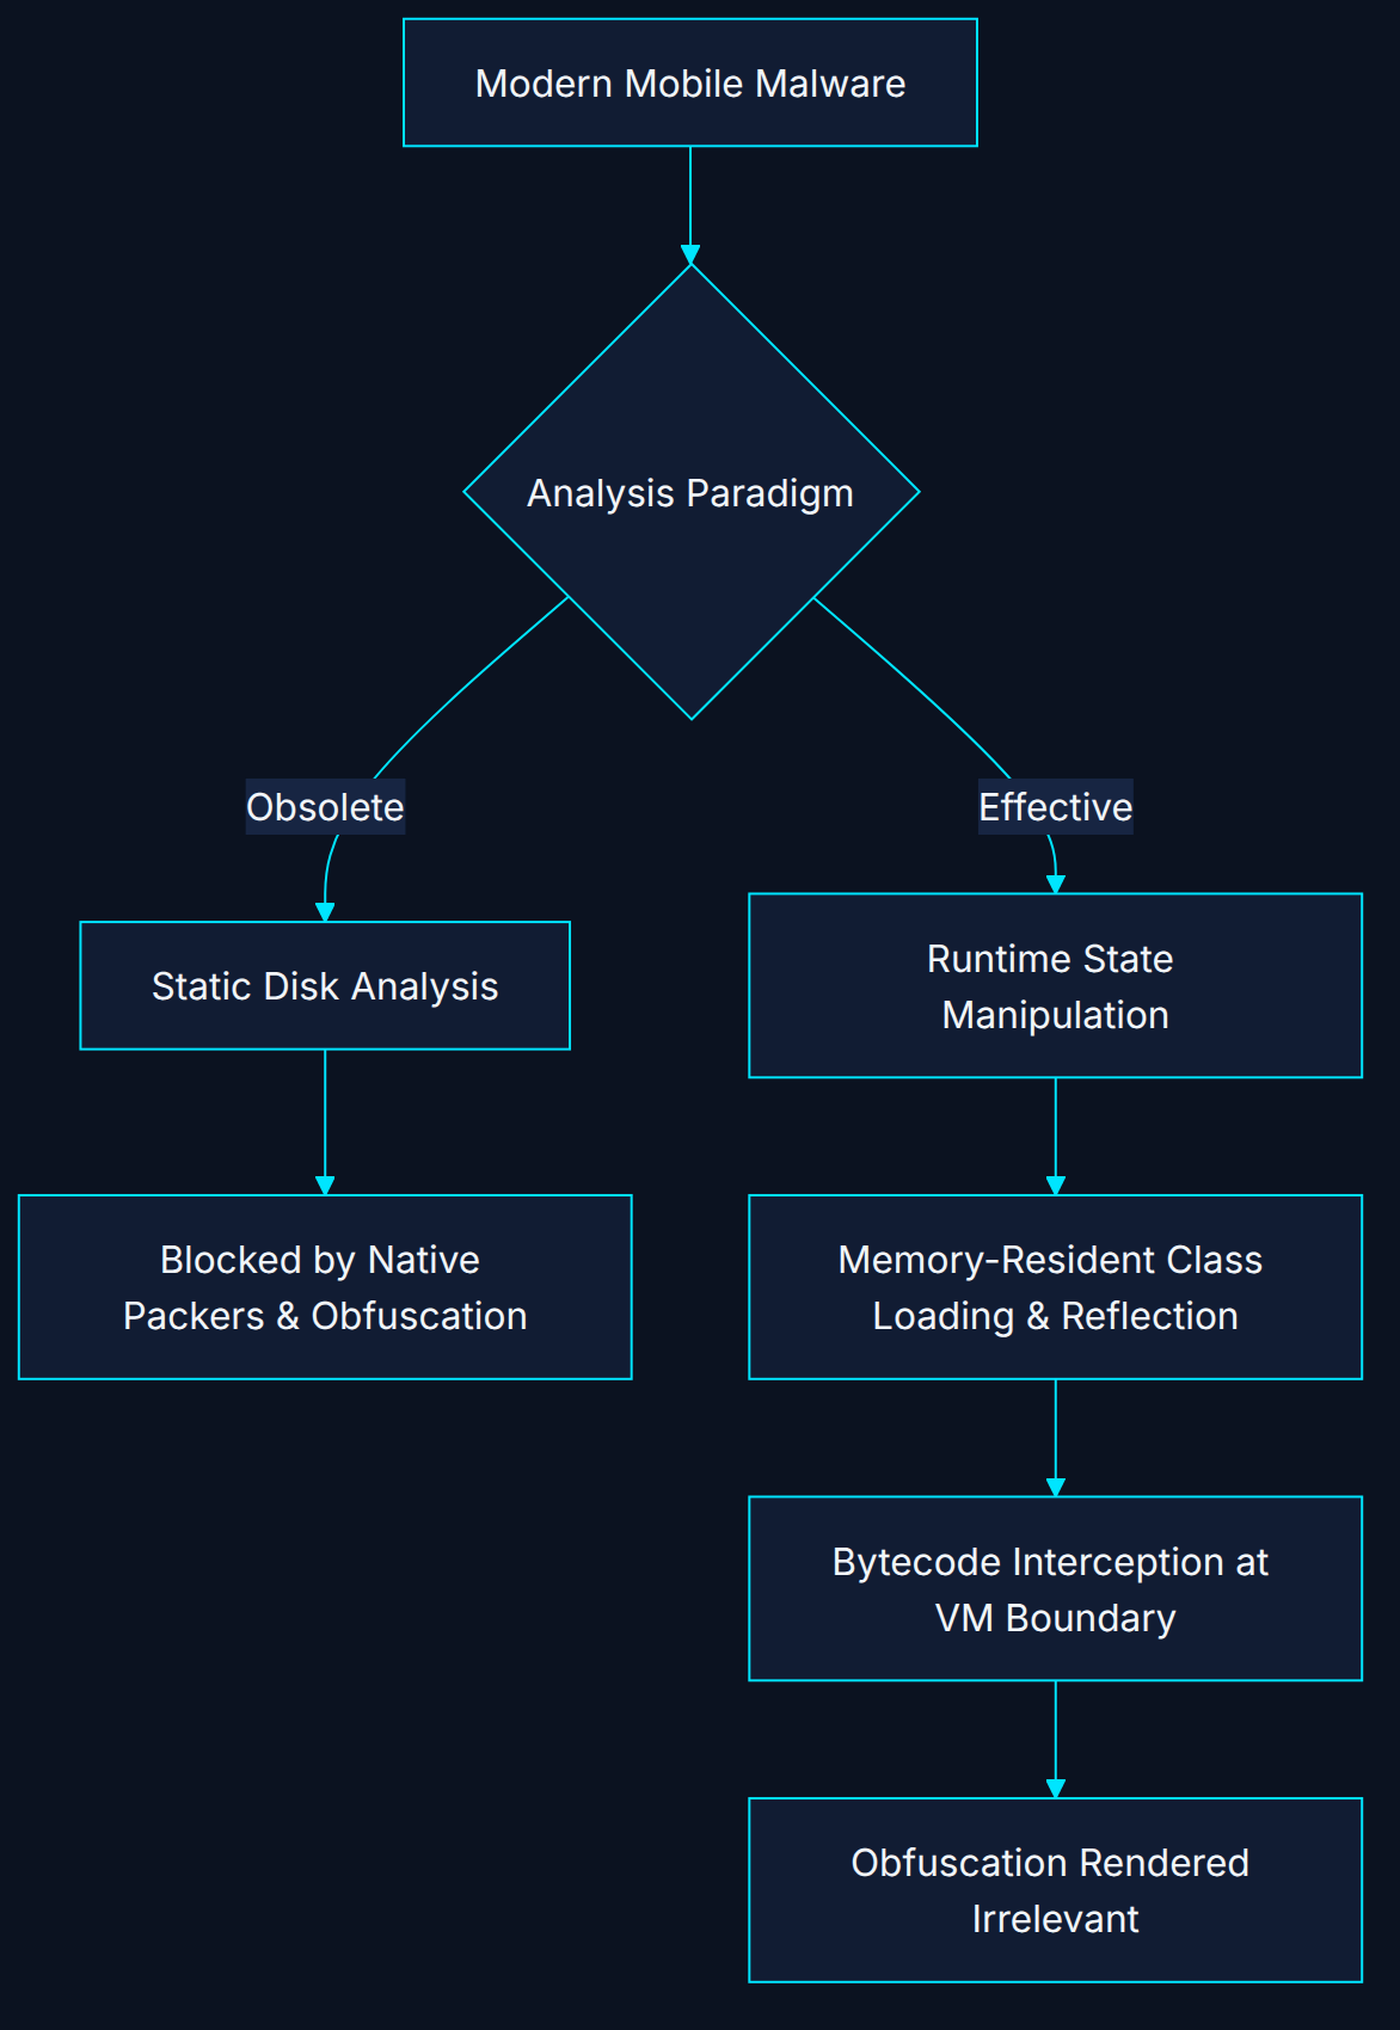 Modern Mobile Malware
Analysis Paradigm
Obsolete
Effective
Static Disk Analysis
Runtime State
Manipulation
Blocked by Native
Packers & Obfuscation
Memory-Resident Class
Loading & Reflection
Bytecode Interception at
VM Boundary
Obfuscation Rendered
Irrelevant